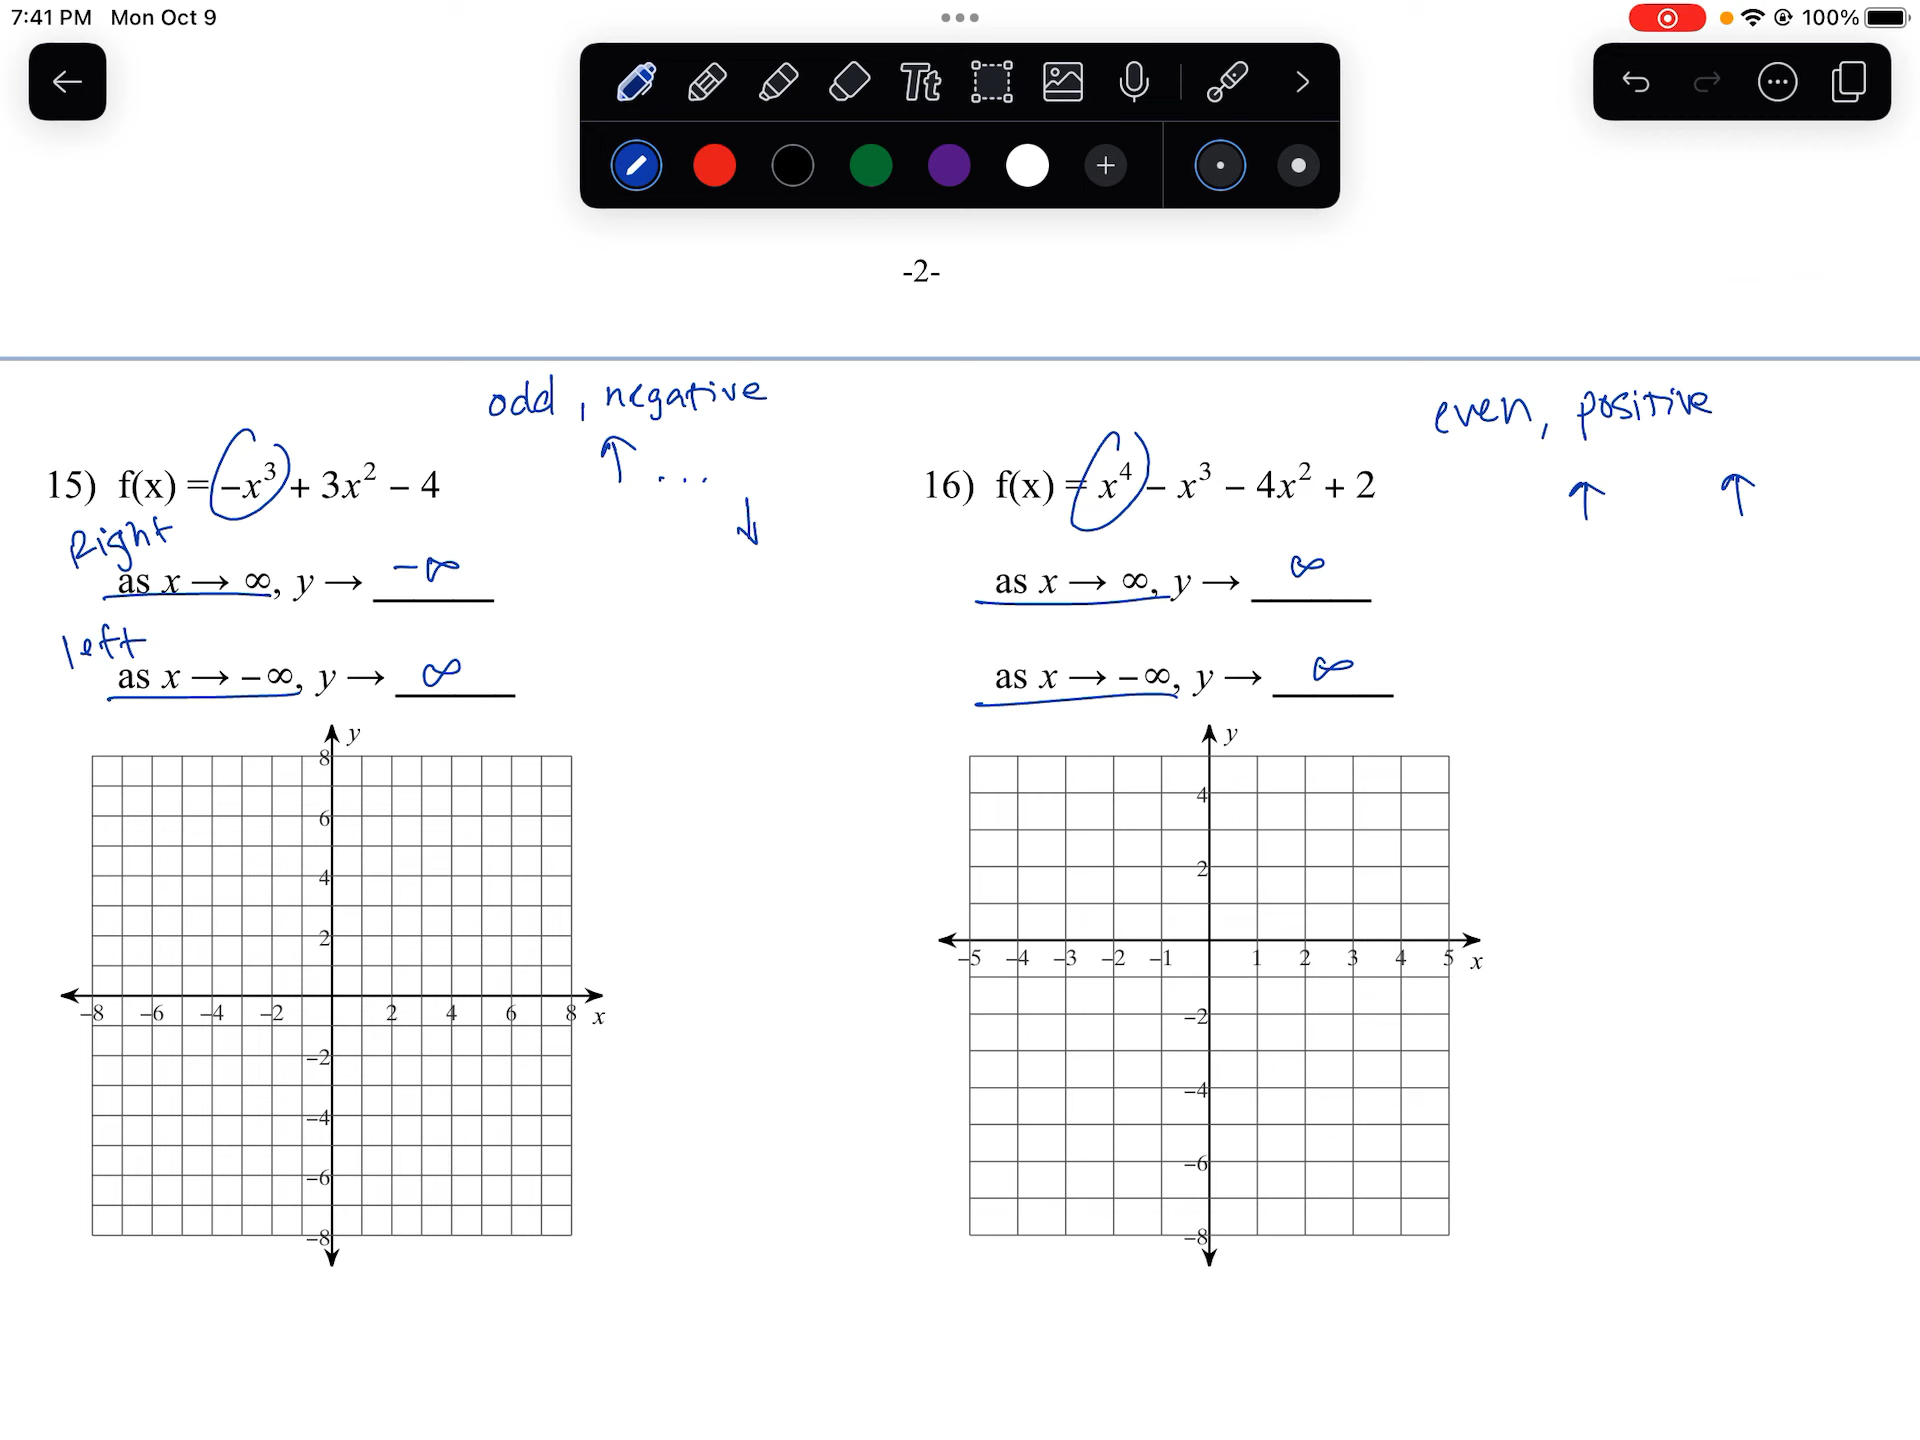 7:41 PM Mon Oct 9
100%
Tt
-2-
odd, negative
15) f(x) = −x³ + 3x² − 4
↑ ... ↓
Right
as x → ∞, y → −∞
left
as x → −∞, y → ∞
y
8
6
4
2
−8 −6 −4 −2 2 4 6 8 x
−2
−4
−6
−8
even, positive
16) f(x) = x⁴ − x³ − 4x² + 2
↑ ↑
as x → ∞, y → ∞
as x → −∞, y → ∞
y
4
2
−5 −4 −3 −2 −1 1 2 3 4 5 x
−2
−4
−6
−8